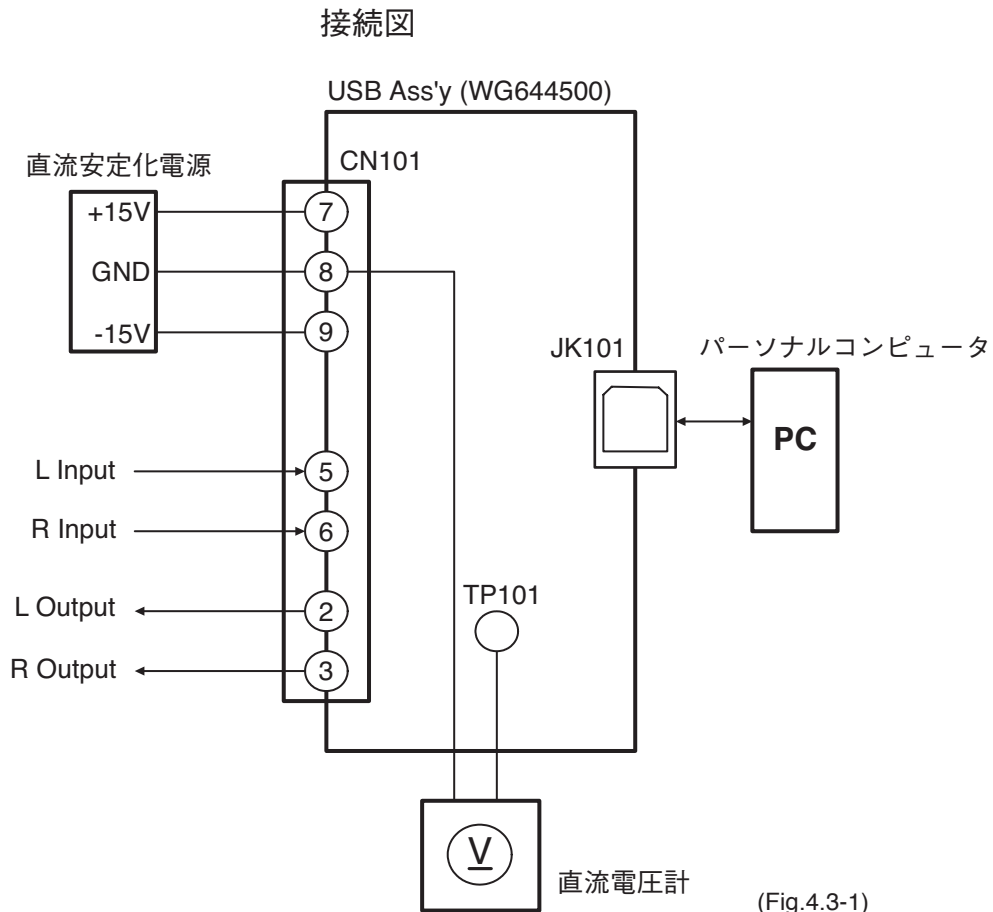 接続図
USB Ass'y (WG644500)
直流安定化電源
CN101
+15V
7
GND
8
-15V
9
JK101
パーソナルコンピュータ
PC
L Input
5
R Input
6
L Output
2
TP101
R Output
3
V
直流電圧計
(Fig.4.3-1)